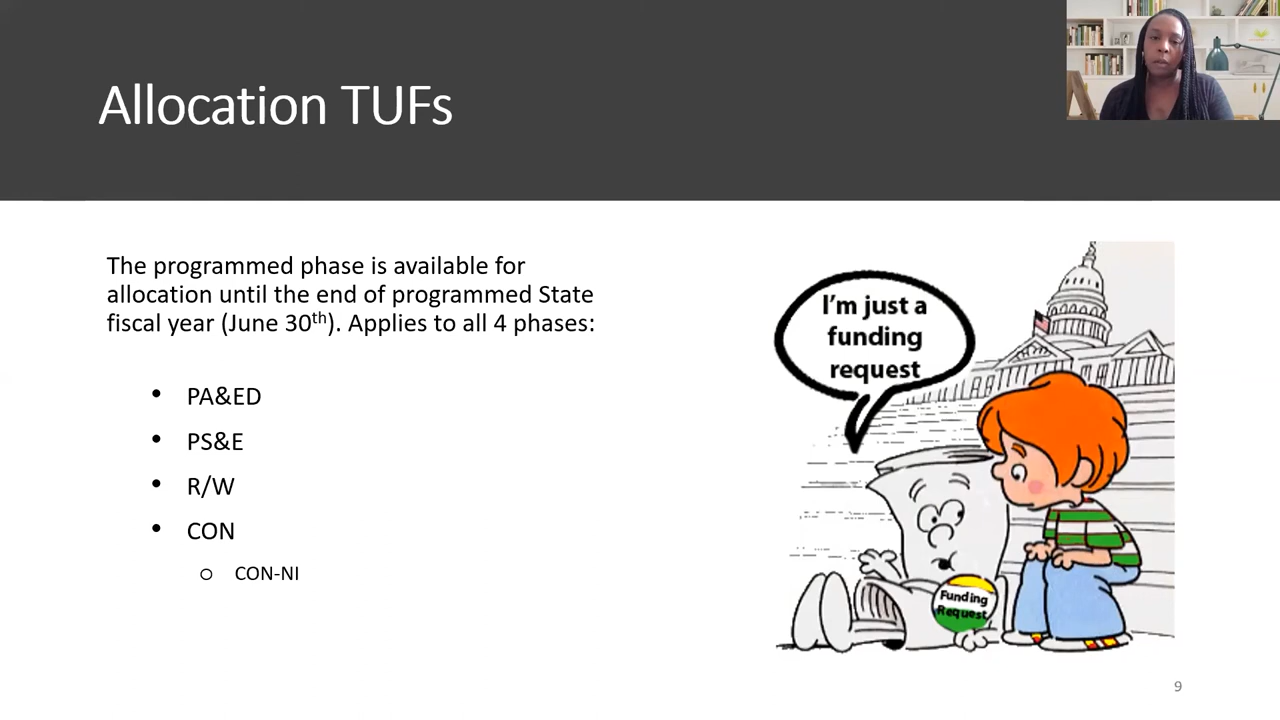 Allocation TUFs
The programmed phase is available for
allocation until the end of programmed State
fiscal year (June 30th). Applies to all 4 phases:
• PA&ED
• PS&E
• R/W
• CON
o CON-NI
I'm just a
funding
request
Funding
Request
9